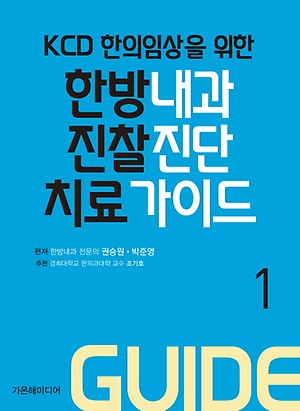 KCD 한의임상을 위한
한방내과
진찰진단
치료가이드
편저 한방내과 전문의 권승원 · 박준영
추천 경희대학교 한의과대학 교수 조기호
1
가온해미디어
GUIDE